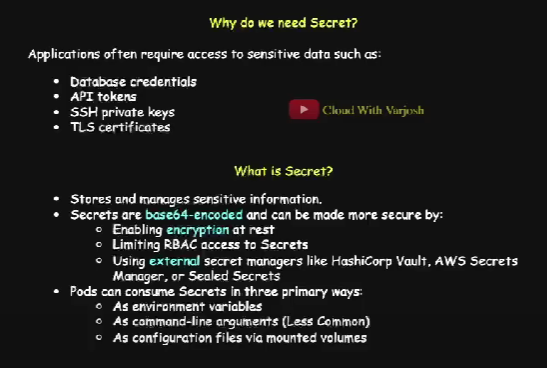 Why do we need Secret?
Applications often require access to sensitive data such as:
• Database credentials
• API tokens
• SSH private keys
• TLS certificates
Cloud With Varjosh
What is Secret?
• Stores and manages sensitive information.
• Secrets are base64-encoded and can be made more secure by:
○ Enabling encryption at rest
○ Limiting RBAC access to Secrets
○ Using external secret managers like HashiCorp Vault, AWS Secrets
Manager, or Sealed Secrets
• Pods can consume Secrets in three primary ways:
○ As environment variables
○ As command-line arguments (Less Common)
○ As configuration files via mounted volumes